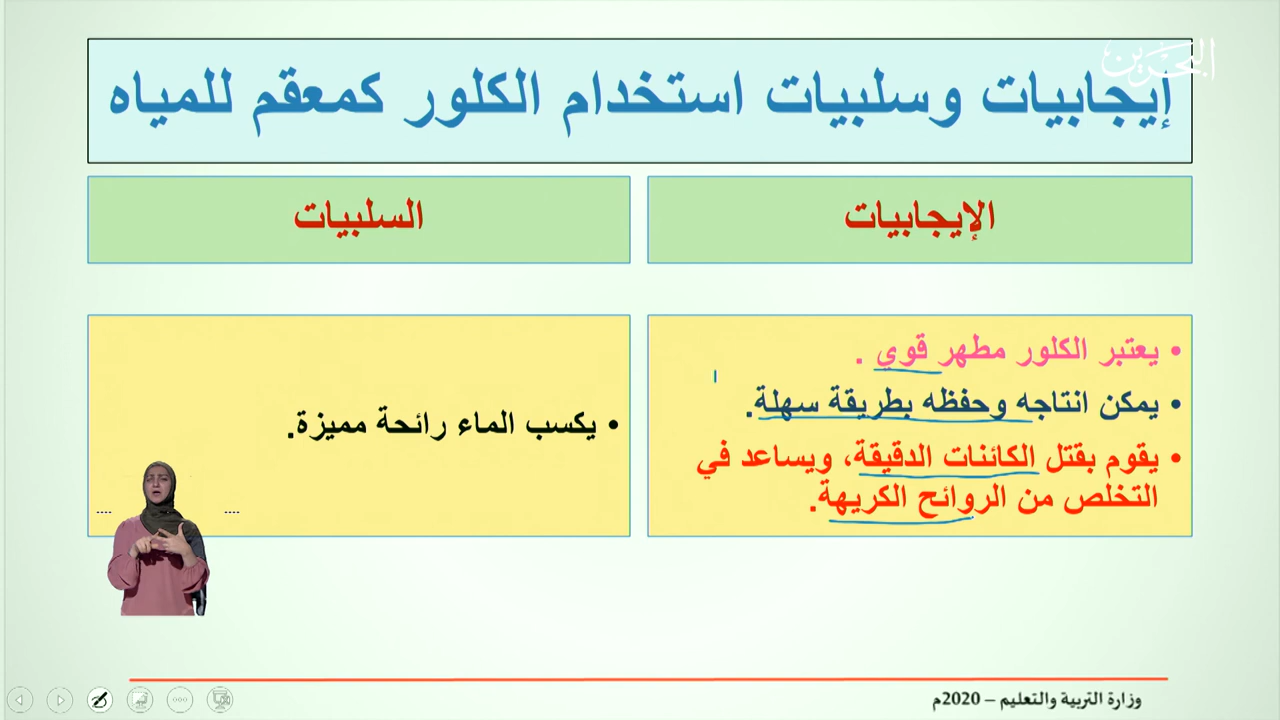 البحرين
إيجابيات وسلبيات استخدام الكلور كمعقم للمياه
الإيجابيات
السلبيات
• يعتبر الكلور مطهر قوي .
• يمكن انتاجه وحفظه بطريقة سهلة.
• يقوم بقتل الكائنات الدقيقة، ويساعد في
التخلص من الروائح الكريهة.
• يكسب الماء رائحة مميزة.
وزارة التربية والتعليم – 2020م